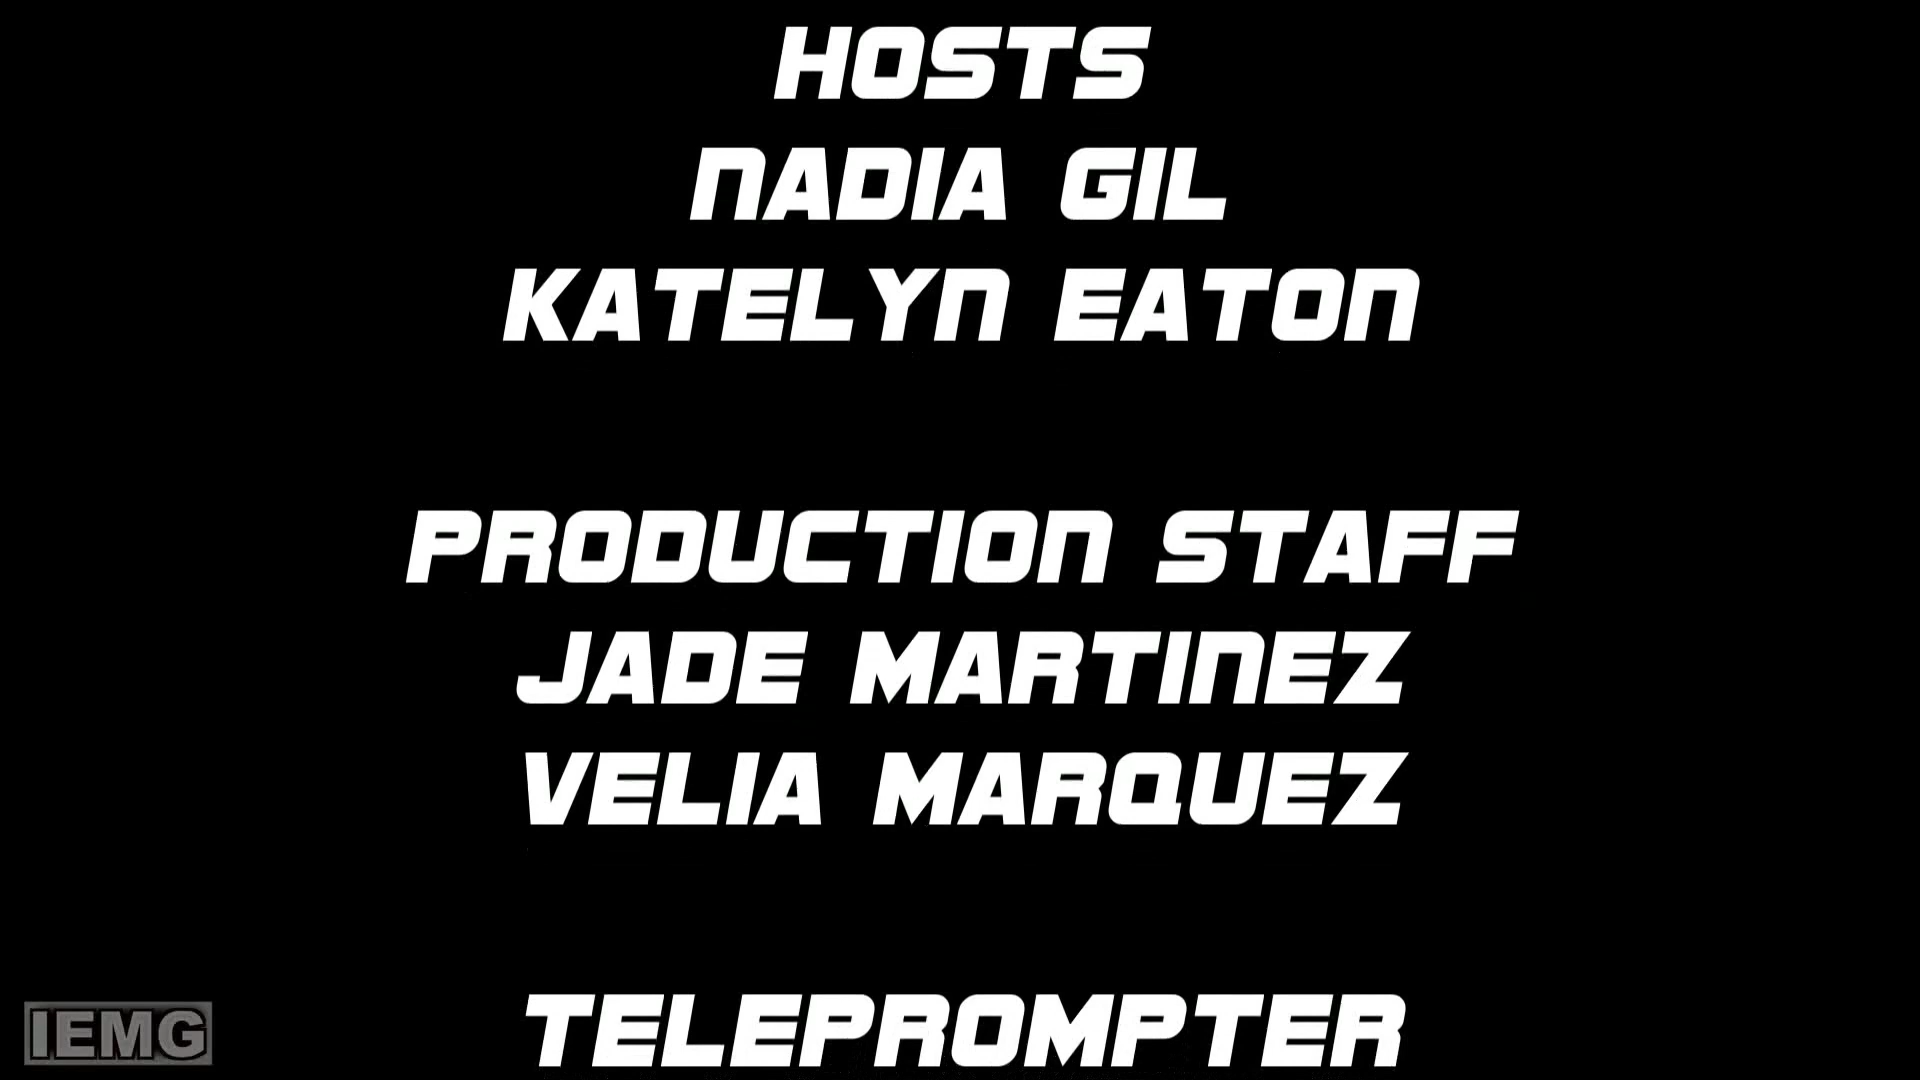 HOSTS
NADIA GIL
KATELYN EATON
PRODUCTION STAFF
JADE MARTINEZ
VELIA MARQUEZ
TELEPROMPTER
IEMG